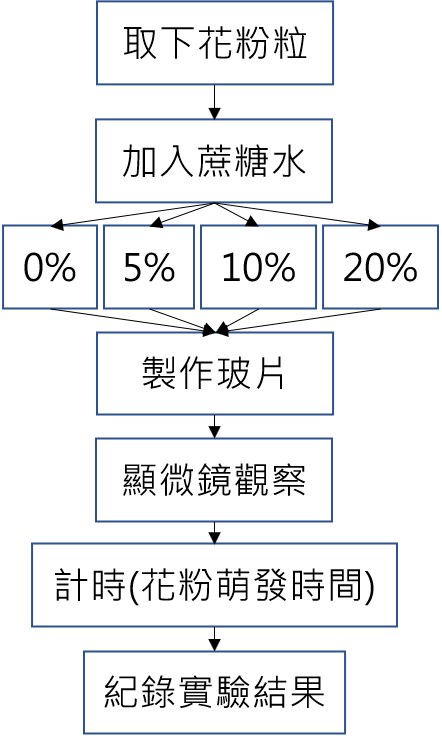 取下花粉粒
加入蔗糖水
0% 5% 10% 20%
製作玻片
顯微鏡觀察
計時(花粉萌發時間)
紀錄實驗結果